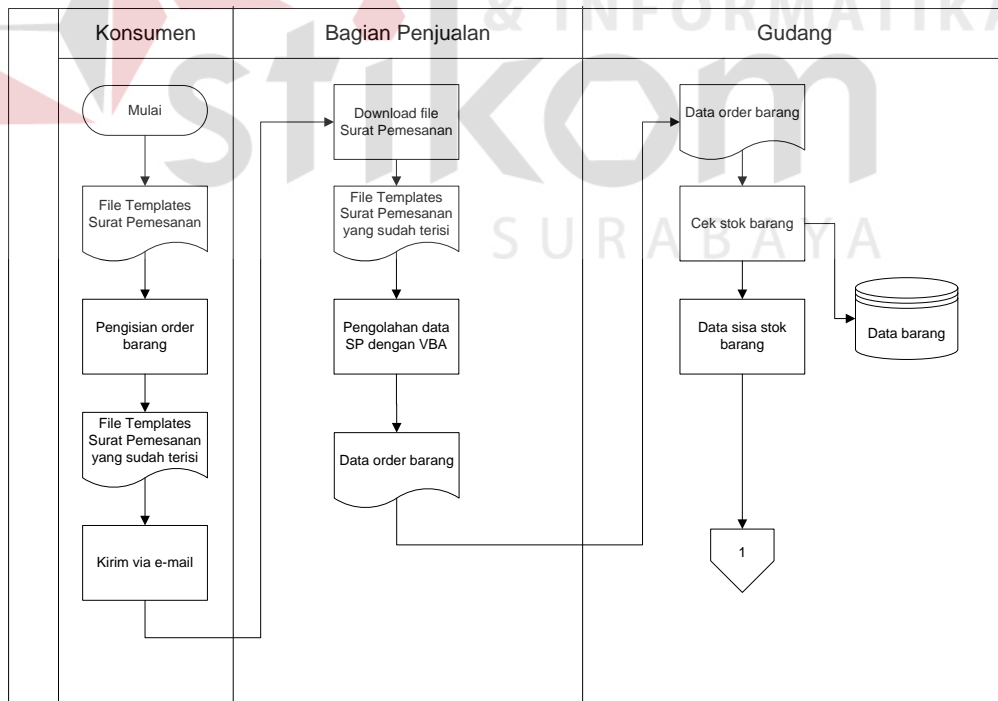 & INFORMATIKA
stikom
SURABAYA
Konsumen
Bagian Penjualan
Gudang
Mulai
File Templates
Surat Pemesanan
Pengisian order
barang
File Templates
Surat Pemesanan
yang sudah terisi
Kirim via e-mail
Download file
Surat Pemesanan
File Templates
Surat Pemesanan
yang sudah terisi
Pengolahan data
SP dengan VBA
Data order barang
Data order barang
Cek stok barang
Data sisa stok
barang
Data barang
1